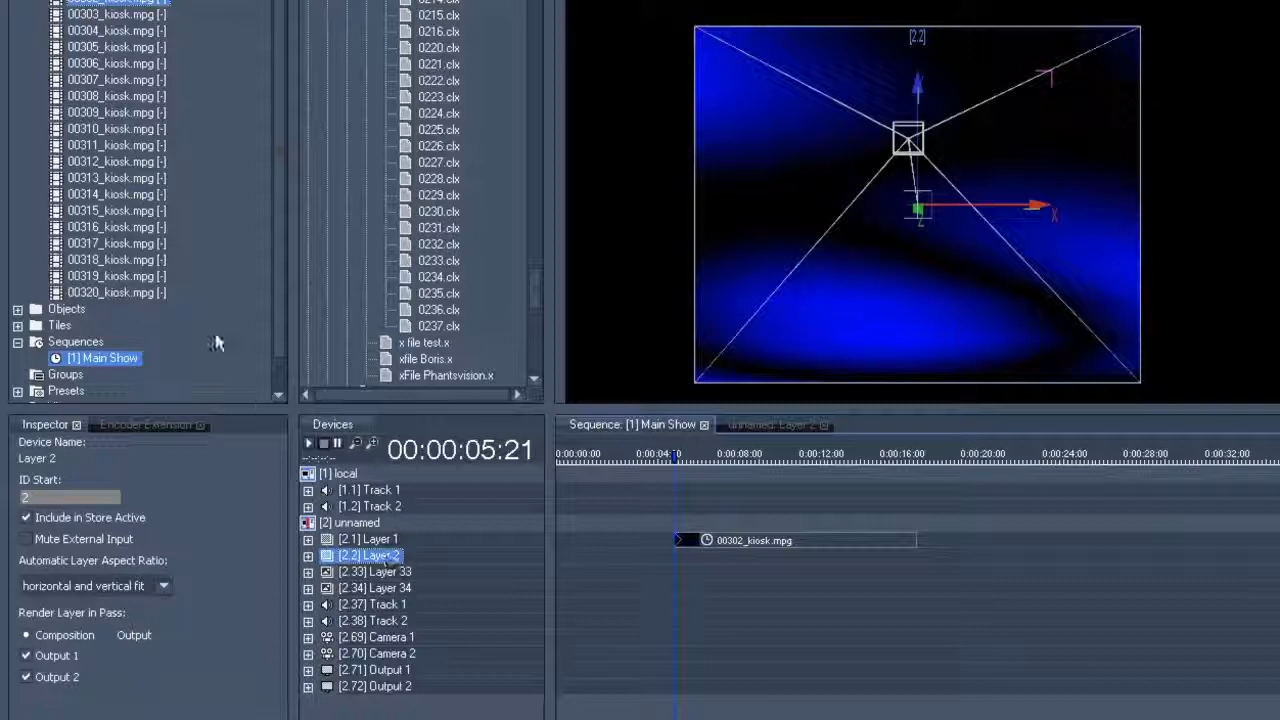 00303_kiosk.mpg [-]
00304_kiosk.mpg [-]
00305_kiosk.mpg [-]
00306_kiosk.mpg [-]
00307_kiosk.mpg [-]
00308_kiosk.mpg [-]
00309_kiosk.mpg [-]
00310_kiosk.mpg [-]
00311_kiosk.mpg [-]
00312_kiosk.mpg [-]
00313_kiosk.mpg [-]
00314_kiosk.mpg [-]
00315_kiosk.mpg [-]
00316_kiosk.mpg [-]
00317_kiosk.mpg [-]
00318_kiosk.mpg [-]
00319_kiosk.mpg [-]
00320_kiosk.mpg [-]
Objects
Tiles
Sequences
[1] Main Show
Groups
Presets
0215.clx
0216.clx
0220.clx
0221.clx
0222.clx
0223.clx
0224.clx
0225.clx
0226.clx
0227.clx
0228.clx
0229.clx
0230.clx
0231.clx
0232.clx
0233.clx
0234.clx
0235.clx
0236.clx
0237.clx
x file test.x
xfile Boris.x
xFile Phantsvision.x
[2.2]
X
Z
Inspector
Encoder Extension
Device Name:
Layer 2
ID Start:
2
Include in Store Active
Mute External Input
Automatic Layer Aspect Ratio:
horizontal and vertical fit
Render Layer in Pass:
Composition Output
Output 1
Output 2
Devices
00:00:05:21
--:--:--:--
[1] local
[1.1] Track 1
[1.2] Track 2
[2] unnamed
[2.1] Layer 1
[2.2] Layer 2
[2.33] Layer 33
[2.34] Layer 34
[2.37] Track 1
[2.38] Track 2
[2.69] Camera 1
[2.70] Camera 2
[2.71] Output 1
[2.72] Output 2
Sequence: [1] Main Show
unnamed: Layer 2
0:00:00:00 0:00:04: 0:00:08:00 0:00:12:00 0:00:16:00 0:00:20:00 0:00:24:00 0:00:28:00 0:00:32:00
00302_kiosk.mpg